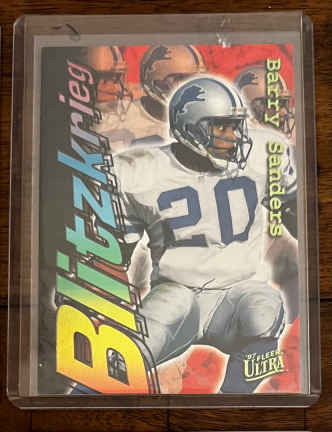 Blitzkrieg
Barry Sanders
20
'97 FLEER
ULTRA